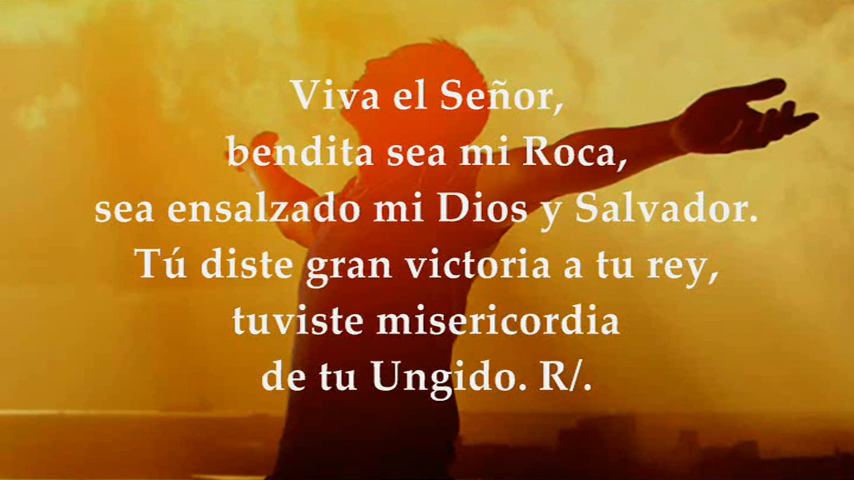 Viva el Señor,
bendita sea mi Roca,
sea ensalzado mi Dios y Salvador.
Tú diste gran victoria a tu rey,
tuviste misericordia
de tu Ungido. R/.